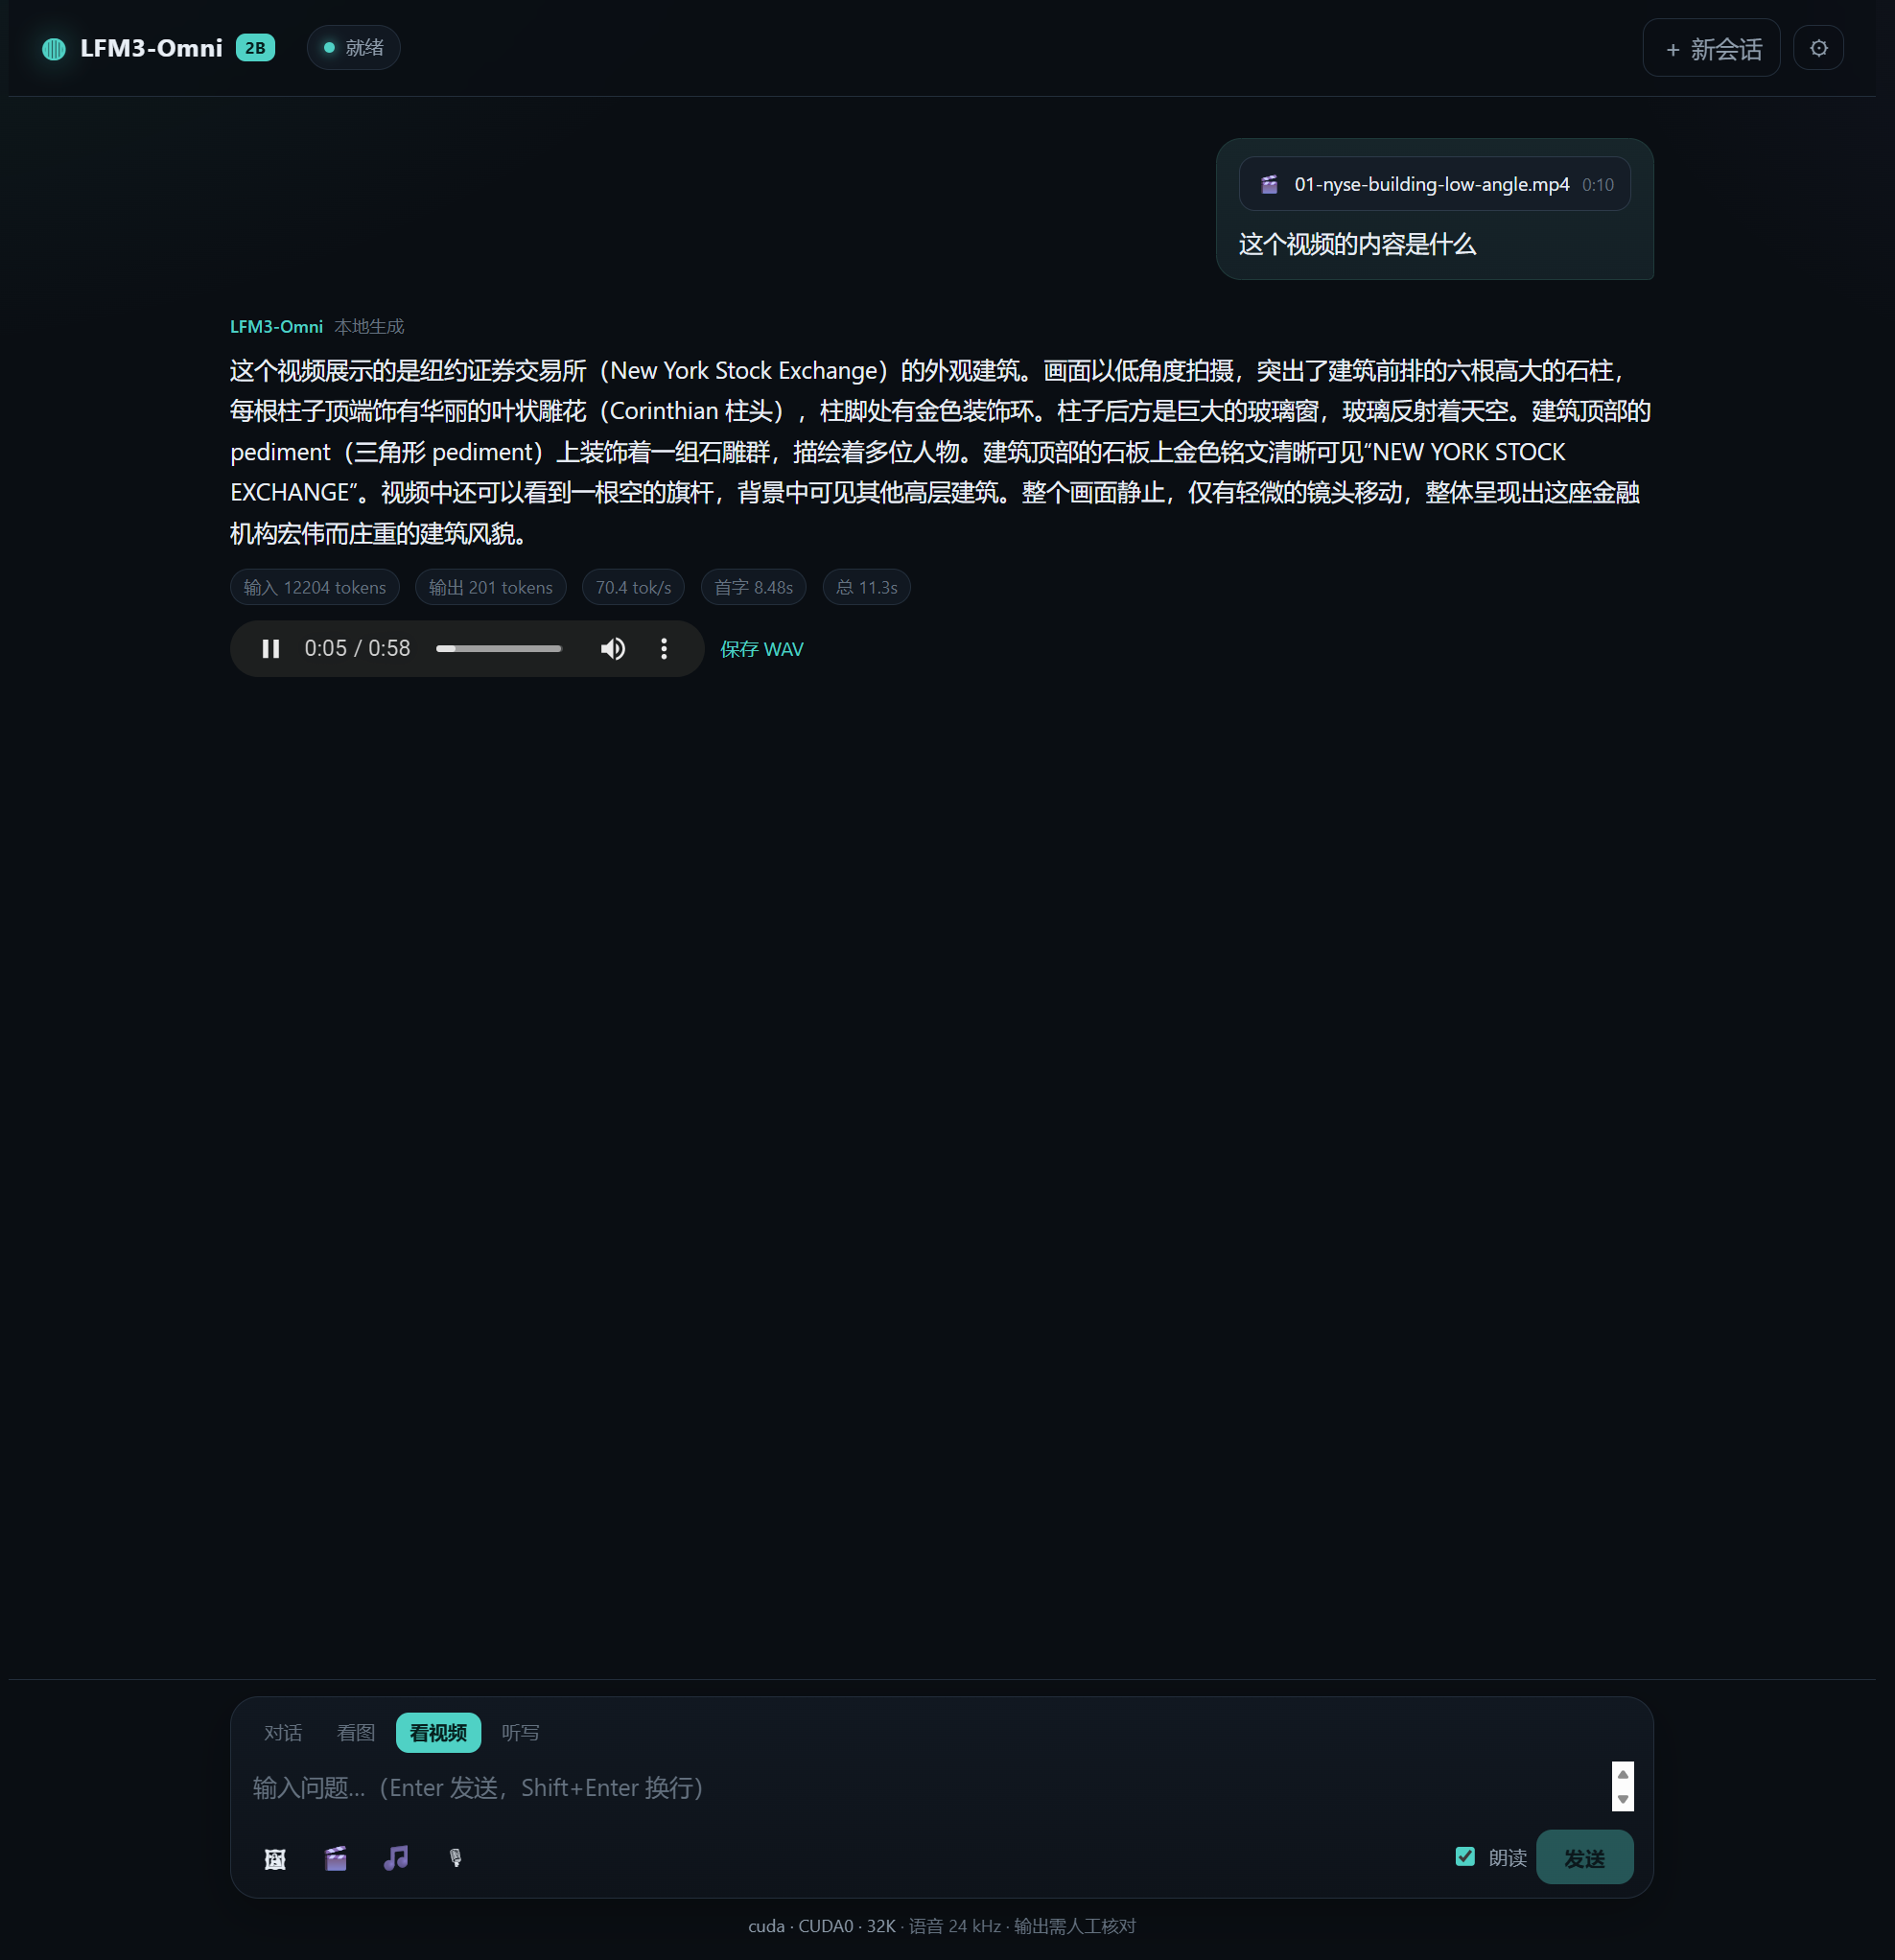 LFM3-Omni 2B 就绪 + 新会话
01-nyse-building-low-angle.mp4 0:10
这个视频的内容是什么
LFM3-Omni 本地生成
这个视频展示的是纽约证券交易所（New York Stock Exchange）的外观建筑。画面以低角度拍摄，突出了建筑前排的六根高大的石柱，
每根柱子顶端饰有华丽的叶状雕花（Corinthian 柱头），柱脚处有金色装饰环。柱子后方是巨大的玻璃窗，玻璃反射着天空。建筑顶部的
pediment（三角形 pediment）上装饰着一组石雕群，描绘着多位人物。建筑顶部的石板上金色铭文清晰可见“NEW YORK STOCK
EXCHANGE”。视频中还可以看到一根空的旗杆，背景中可见其他高层建筑。整个画面静止，仅有轻微的镜头移动，整体呈现出这座金融
机构宏伟而庄重的建筑风貌。
输入 12204 tokens 输出 201 tokens 70.4 tok/s 首字 8.48s 总 11.3s
0:05 / 0:58 保存 WAV
对话 看图 看视频 听写
输入问题...（Enter 发送，Shift+Enter 换行）
朗读 发送
cuda · CUDA0 · 32K · 语音 24 kHz · 输出需人工核对